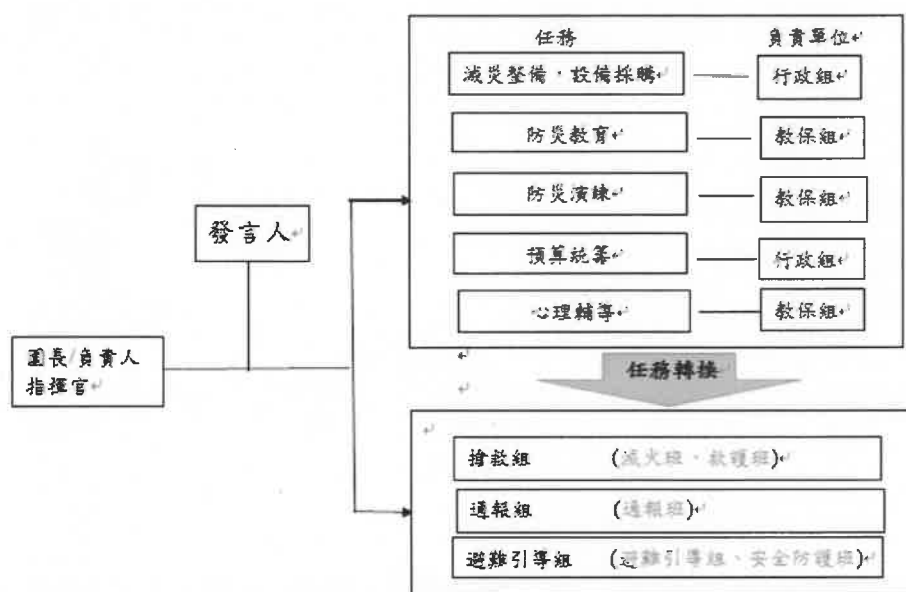 任務 負責單位
減災整備，設備採購 行政組
防災教育 教保組
防災演練 教保組
發言人
預算統籌 行政組
心理輔導 教保組
園長/負責人
指揮官
任務轉換
搶救組 (滅火班、救護班)
通報組 (通報班)
避難引導組 (避難引導組、安全防護班)